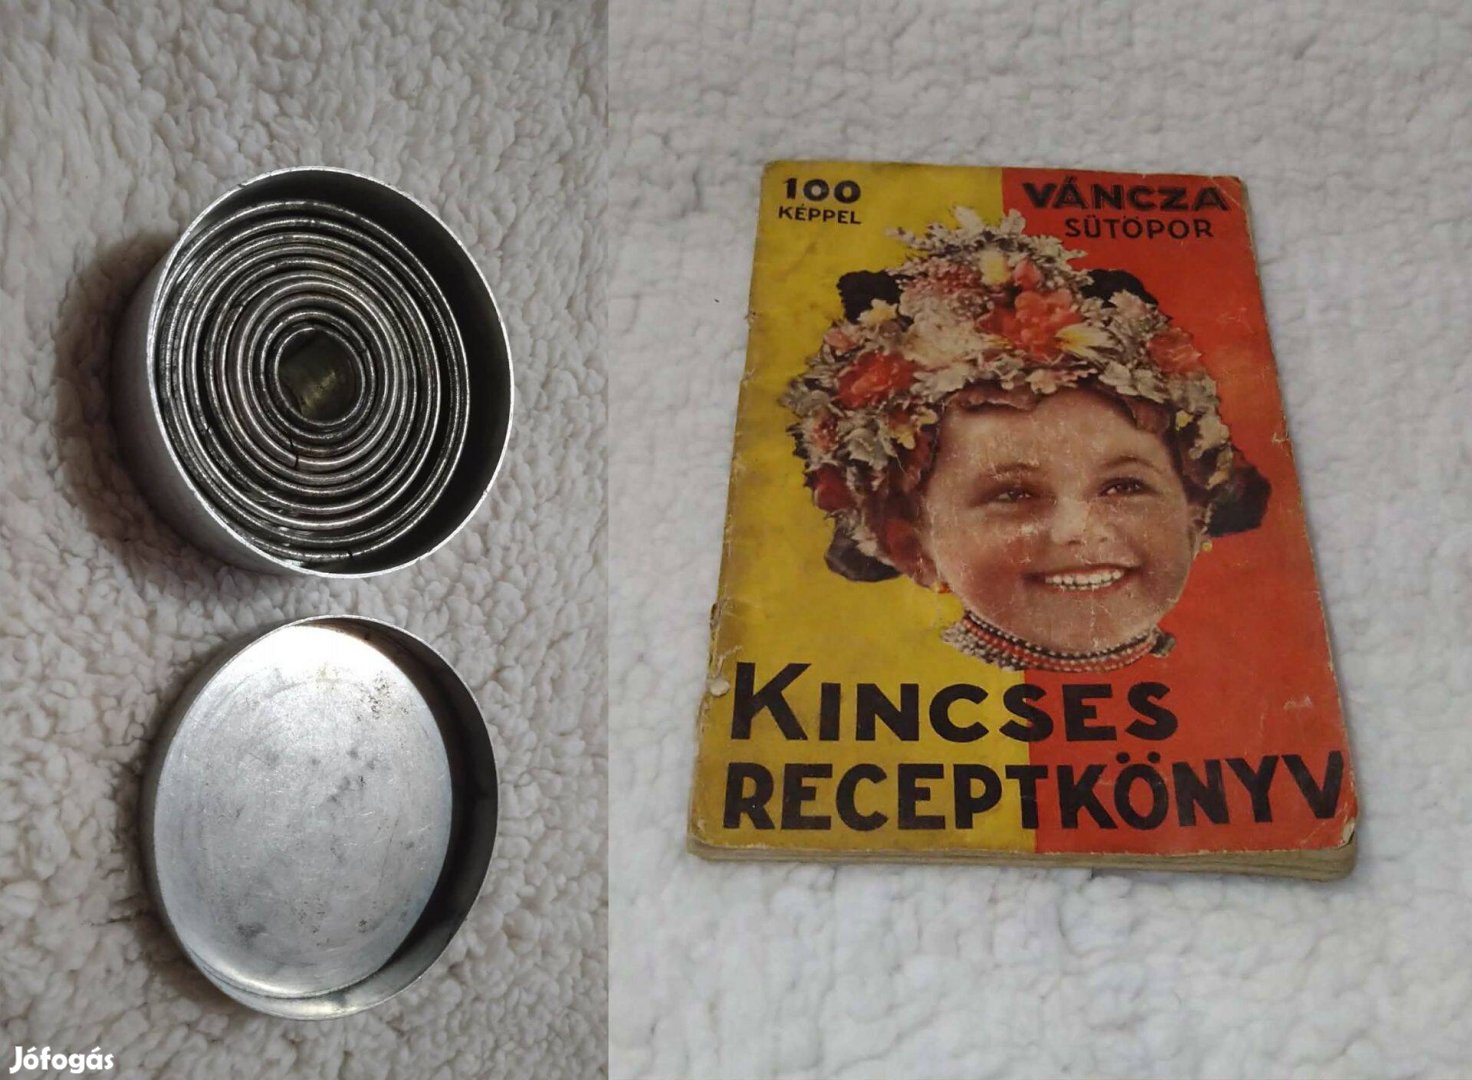 100
KÉPPEL
VÁNCZA
SÜTŐPOR
KINCSES
RECEPTKÖNYV
Jófogás